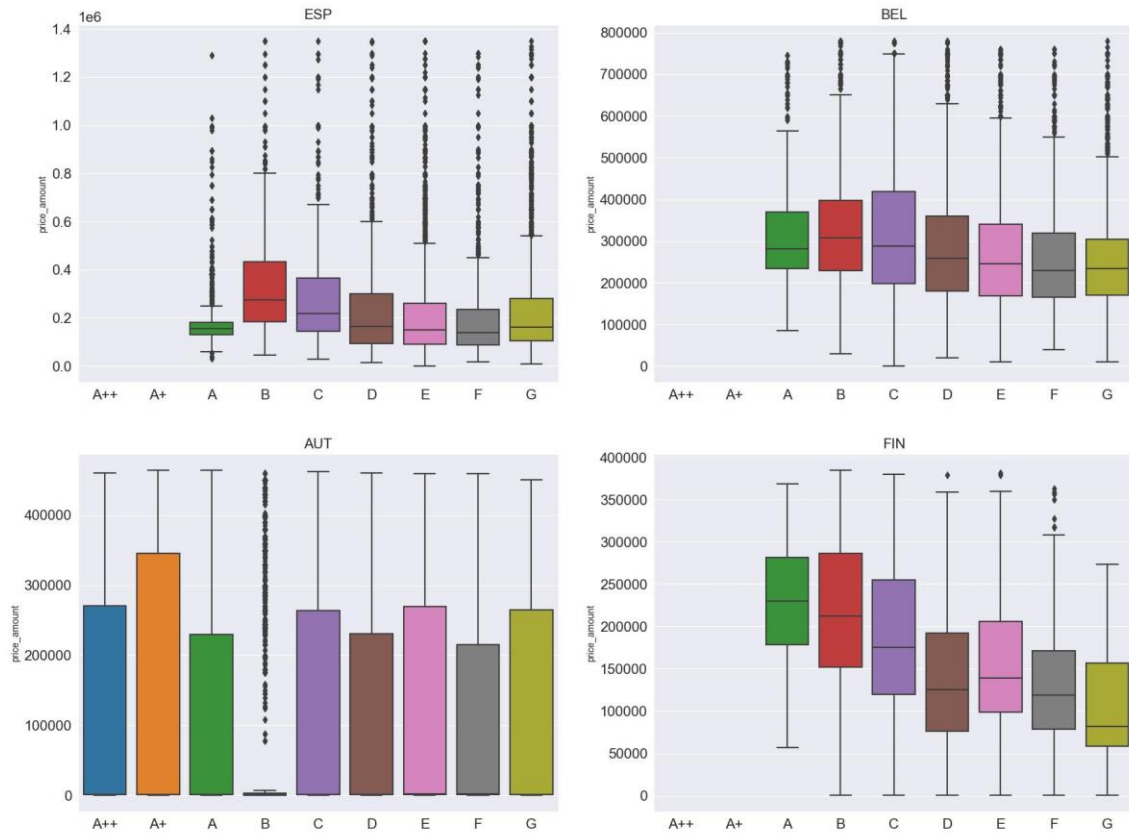 ESP
1e6
1.4
1.2
1.0
0.8
0.6
0.4
0.2
0.0
price_amount
A++ A+ A B C D E F G
BEL
800000
700000
600000
500000
400000
300000
200000
100000
0
price_amount
A++ A+ A B C D E F G
AUT
400000
300000
200000
100000
0
price_amount
A++ A+ A B C D E F G
FIN
400000
350000
300000
250000
200000
150000
100000
50000
0
price_amount
A++ A+ A B C D E F G